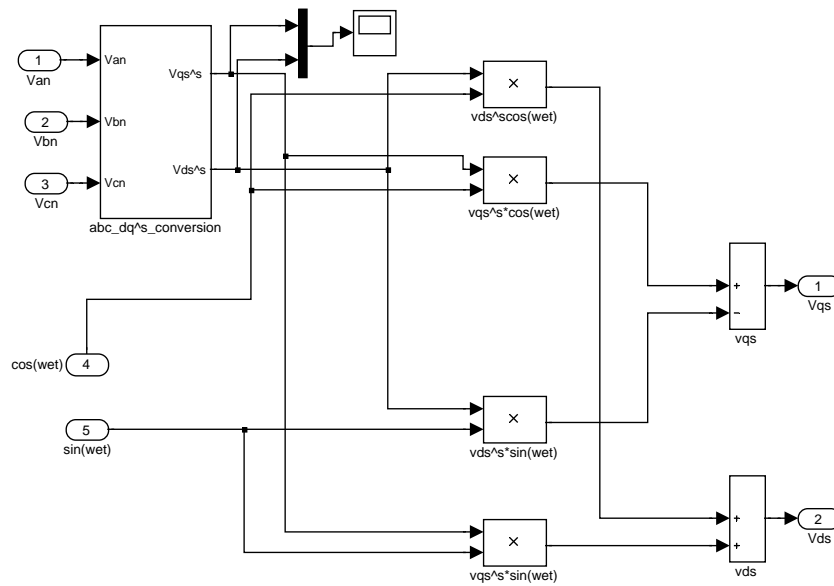 1
Van
2
Vbn
3
Vcn
Van
Vbn
Vcn
Vqs^s
Vds^s
abc_dq^s_conversion
×
vds^scos(wet)
×
vqs^s*cos(wet)
+
−
vqs
1
Vqs
cos(wet)
4
5
sin(wet)
×
vds^s*sin(wet)
×
vqs^s*sin(wet)
+
+
vds
2
Vds